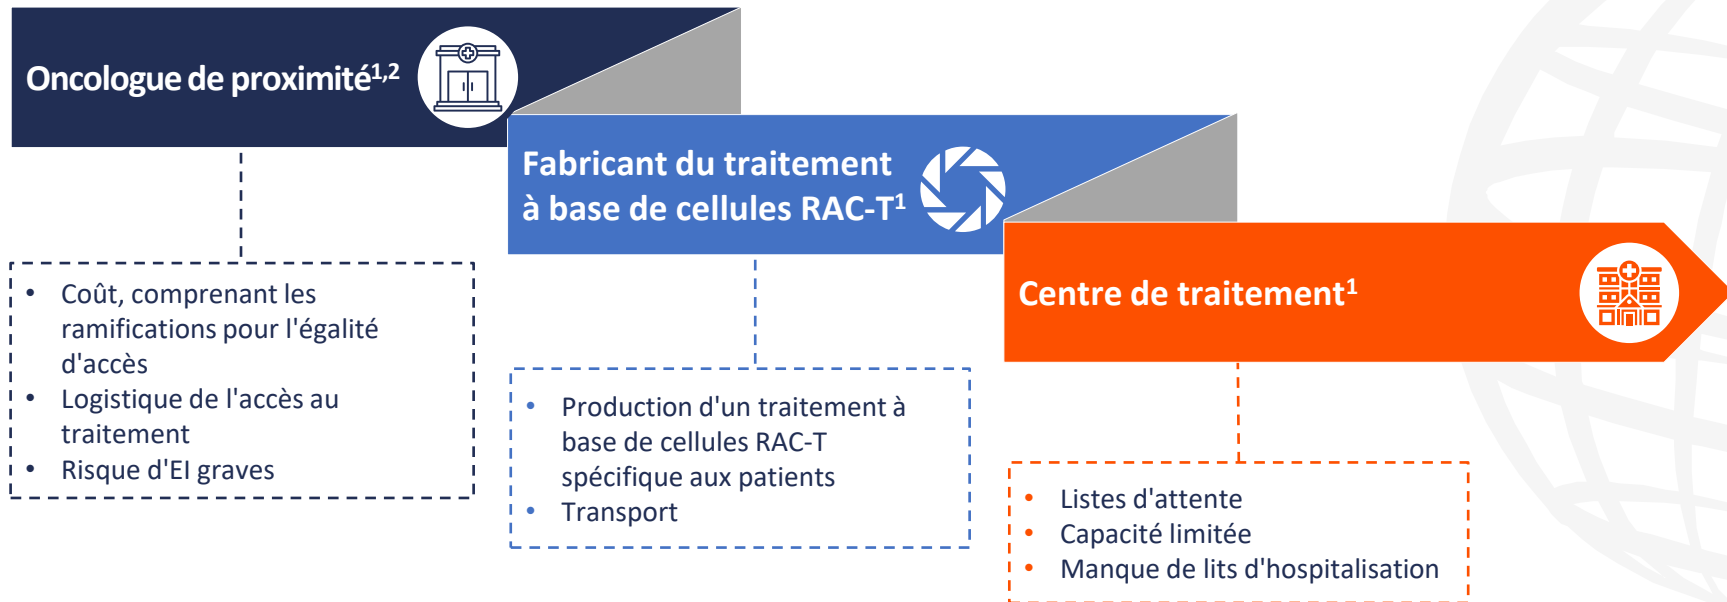 Oncologue de proximité1,2
Fabricant du traitement
à base de cellules RAC-T1
Centre de traitement1
• Coût, comprenant les
ramifications pour l'égalité
d'accès
• Logistique de l'accès au
traitement
• Risque d'EI graves
• Production d'un traitement à
base de cellules RAC-T
spécifique aux patients
• Transport
• Listes d'attente
• Capacité limitée
• Manque de lits d'hospitalisation